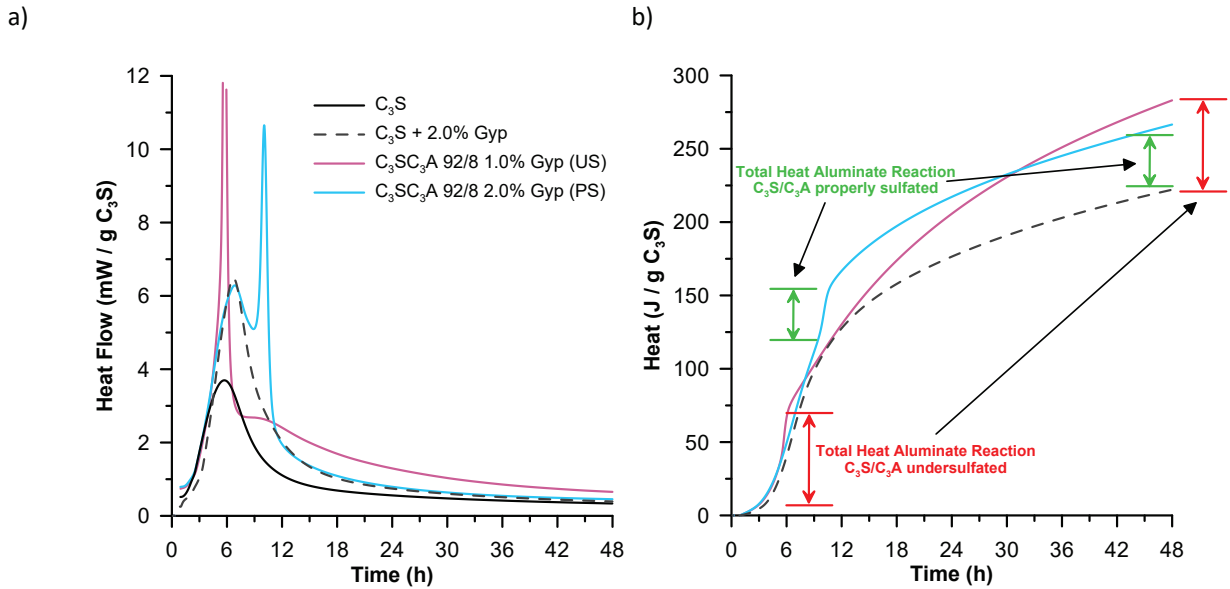 a)
b)
Heat Flow (mW / g C₃S)
12
10
8
6
4
2
0
0 6 12 18 24 30 36 42 48
Time (h)
C₃S
C₃S + 2.0% Gyp
C₃SC₃A 92/8 1.0% Gyp (US)
C₃SC₃A 92/8 2.0% Gyp (PS)
Heat (J / g C₃S)
300
250
200
150
100
50
0
0 6 12 18 24 30 36 42 48
Time (h)
Total Heat Aluminate Reaction
C₃S/C₃A properly sulfated
Total Heat Aluminate Reaction
C₃S/C₃A undersulfated